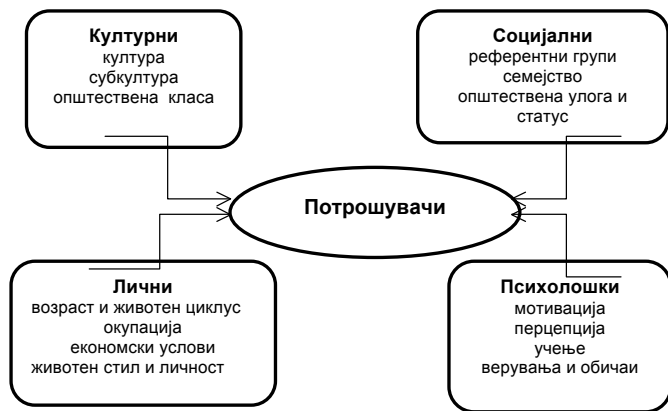 Културни
култура
субкултура
општествена класа
Социјални
референтни групи
семејство
општествена улога и
статус
Потрошувачи
Лични
возраст и животен циклус
окупација
економски услови
животен стил и личност
Психолошки
мотивација
перцепција
учење
верувања и обичаи